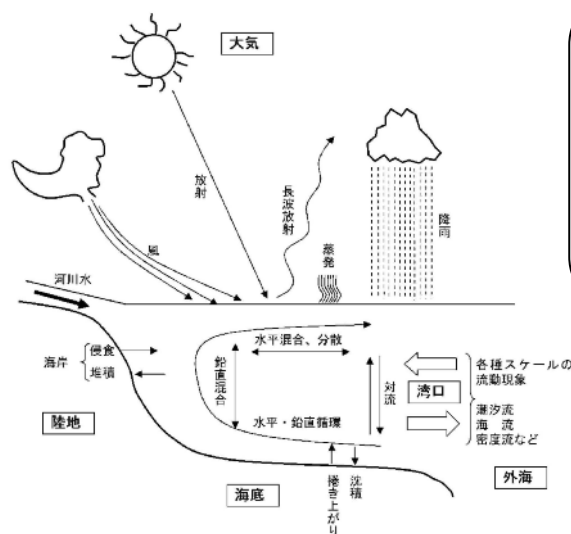 大気
放射
長波放射
蒸発
降雨
風
河川水
海岸
侵食
堆積
水平混合、分散
鉛直混合
対流
水平・鉛直循環
湾口
各種スケールの
流動現象
潮汐流
海 流
密度流など
陸地
海底
捲き上がり
沈積
外海